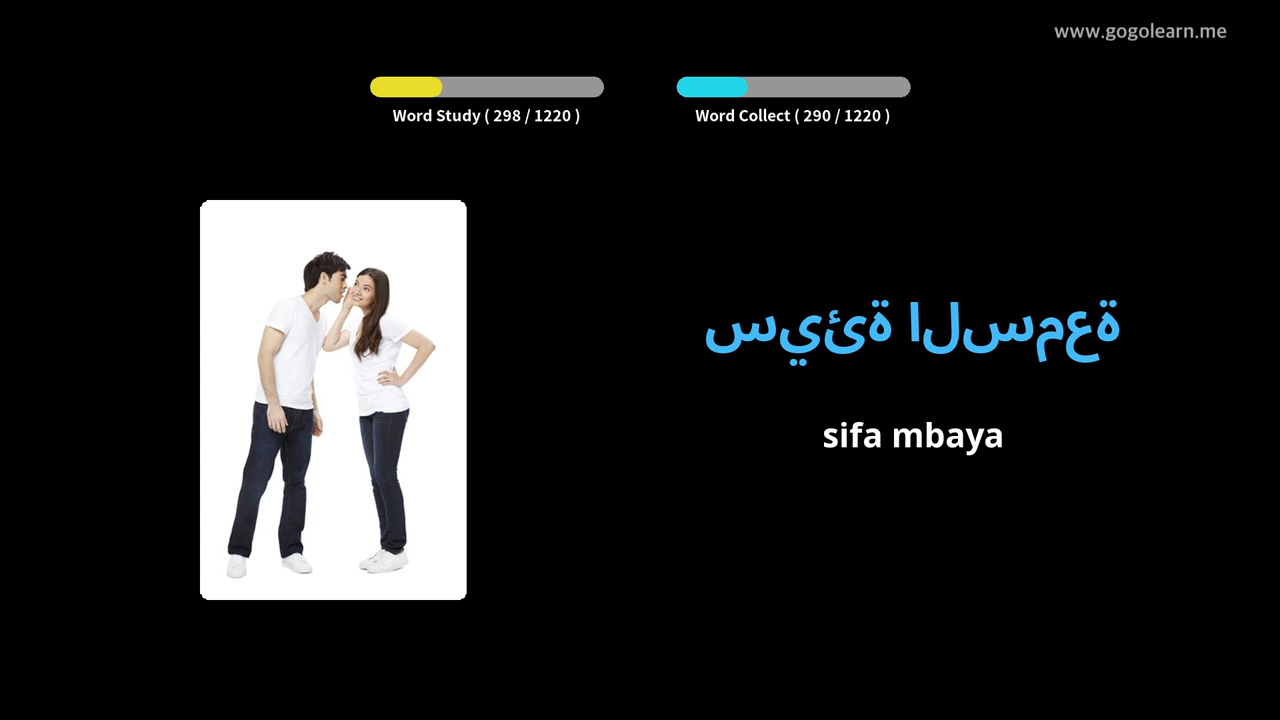 www.gogolearn.me
Word Study ( 298 / 1220 )
Word Collect ( 290 / 1220 )
سيئة السمعة
sifa mbaya